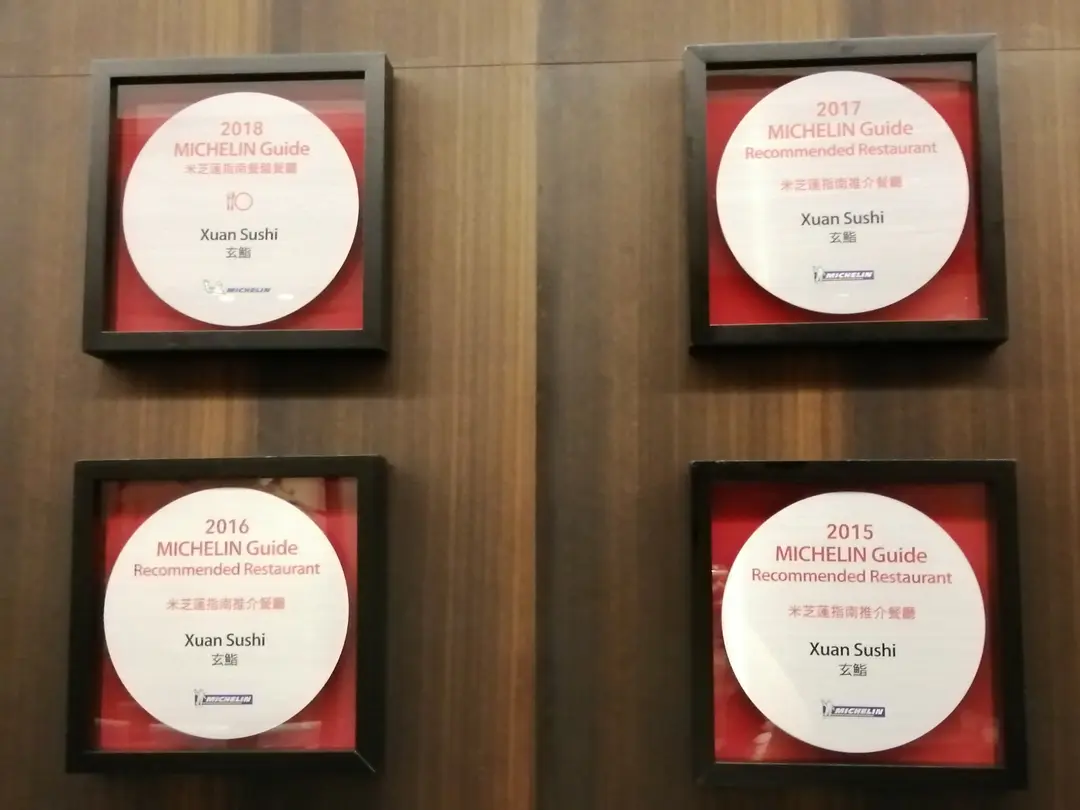 2018
MICHELIN Guide
米芝蓮指南餐盤餐廳
Xuan Sushi
玄鮨
MICHELIN
2017
MICHELIN Guide
Recommended Restaurant
米芝蓮指南推介餐廳
Xuan Sushi
玄鮨
MICHELIN
2016
MICHELIN Guide
Recommended Restaurant
米芝蓮指南推介餐廳
Xuan Sushi
玄鮨
MICHELIN
2015
MICHELIN Guide
Recommended Restaurant
米芝蓮指南推介餐廳
Xuan Sushi
玄鮨
MICHELIN